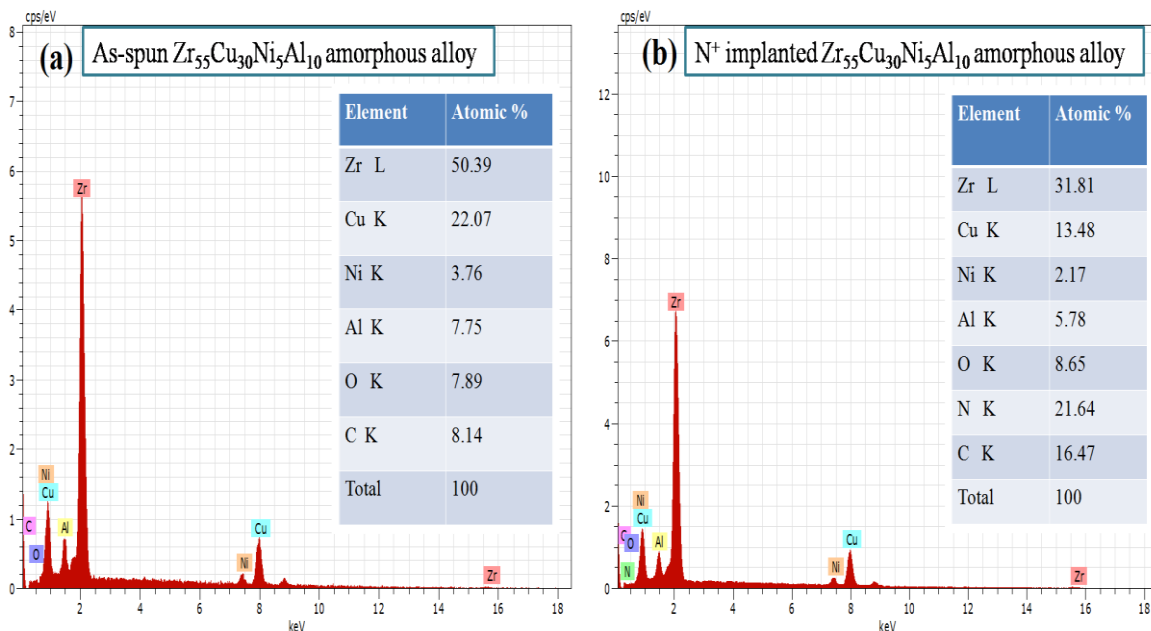 cps/eV
(a) As-spun Zr₅₅Cu₃₀Ni₅Al₁₀ amorphous alloy
8
7
6
5
4
3
2
1
0
Element Atomic %
Zr L 50.39
Cu K 22.07
Ni K 3.76
Al K 7.75
O K 7.89
C K 8.14
Total 100
Zr
Ni
Cu
C
O
Al
Ni
Cu
Zr
2 4 6 8 10 12 14 16 18
keV
cps/eV
(b) N⁺ implanted Zr₅₅Cu₃₀Ni₅Al₁₀ amorphous alloy
12
10
8
6
4
2
0
Element Atomic %
Zr L 31.81
Cu K 13.48
Ni K 2.17
Al K 5.78
O K 8.65
N K 21.64
C K 16.47
Total 100
Zr
Ni
Cu
C
O
N
Al
Ni
Cu
Zr
2 4 6 8 10 12 14 16 18
keV